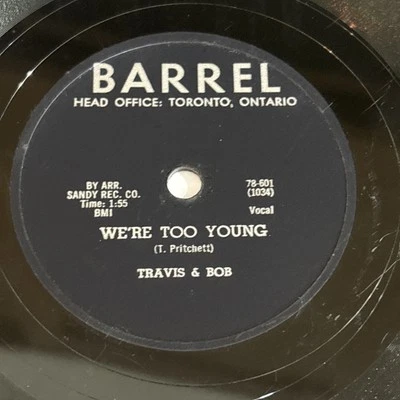 BARREL
HEAD OFFICE: TORONTO, ONTARIO
BY ARR.
SANDY REC. CO.
Time: 1:55
BMI
78-601
(1034)
Vocal
WE'RE TOO YOUNG
(T. Pritchett)
TRAVIS & BOB